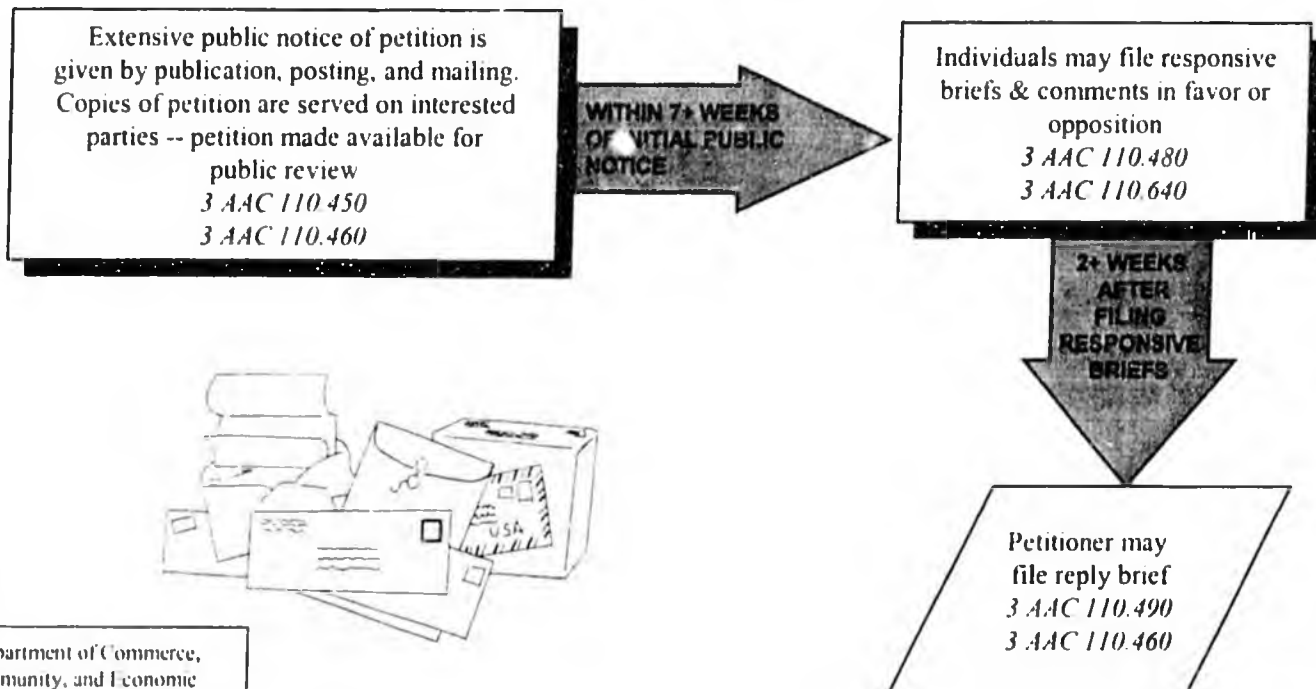 Extensive public notice of petition is
given by publication, posting, and mailing.
Copies of petition are served on interested
parties -- petition made available for
public review
3 AAC 110.450
3 AAC 110.460
WITHIN 7+ WEEKS
OF INITIAL PUBLIC
NOTICE
Individuals may file responsive
briefs & comments in favor or
opposition
3 AAC 110.480
3 AAC 110.640
2+ WEEKS
AFTER
FILING
RESPONSIVE
BRIEFS
USA
Petitioner may
file reply brief
3 AAC 110.490
3 AAC 110.460
partment of Commerce,
munity, and Economic